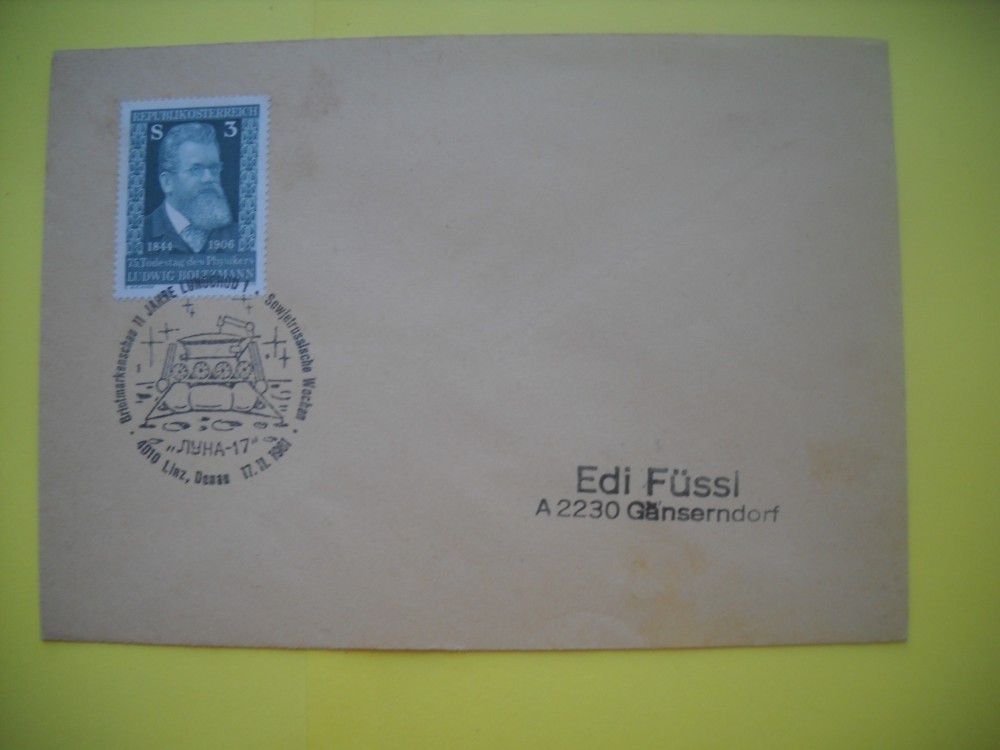 REPUBLIK ÖSTERREICH
S 3
1844 1906
75. Todestag des Physikers
LUDWIG BOLTZMANN
Briefmarkenschau 11 JAHRE LUNOCHOD 1 · Sowjetrussische Wochen ·
"ЛУНА-17"
4010 Linz, Donau 17.11.1981
Edi Füssl
A 2230 Gänserndorf